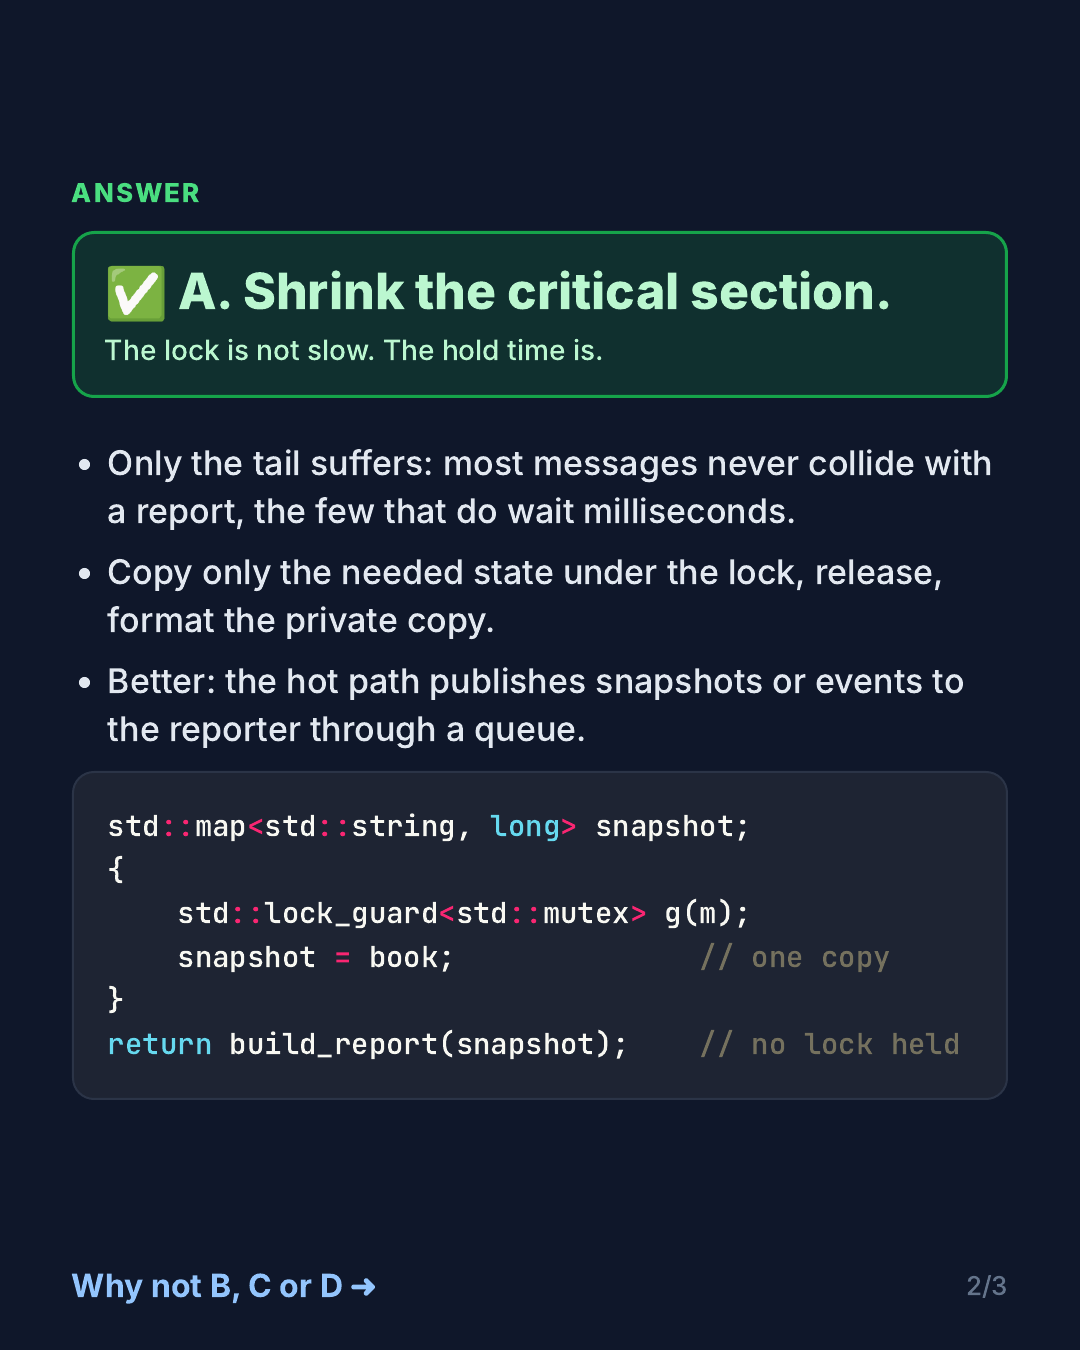 ANSWER
✅ A. Shrink the critical section.
The lock is not slow. The hold time is.
• Only the tail suffers: most messages never collide with
a report, the few that do wait milliseconds.
• Copy only the needed state under the lock, release,
format the private copy.
• Better: the hot path publishes snapshots or events to
the reporter through a queue.
std::map<std::string, long> snapshot;
{
    std::lock_guard<std::mutex> g(m);
    snapshot = book;              // one copy
}
return build_report(snapshot);    // no lock held
Why not B, C or D ➜
2/3